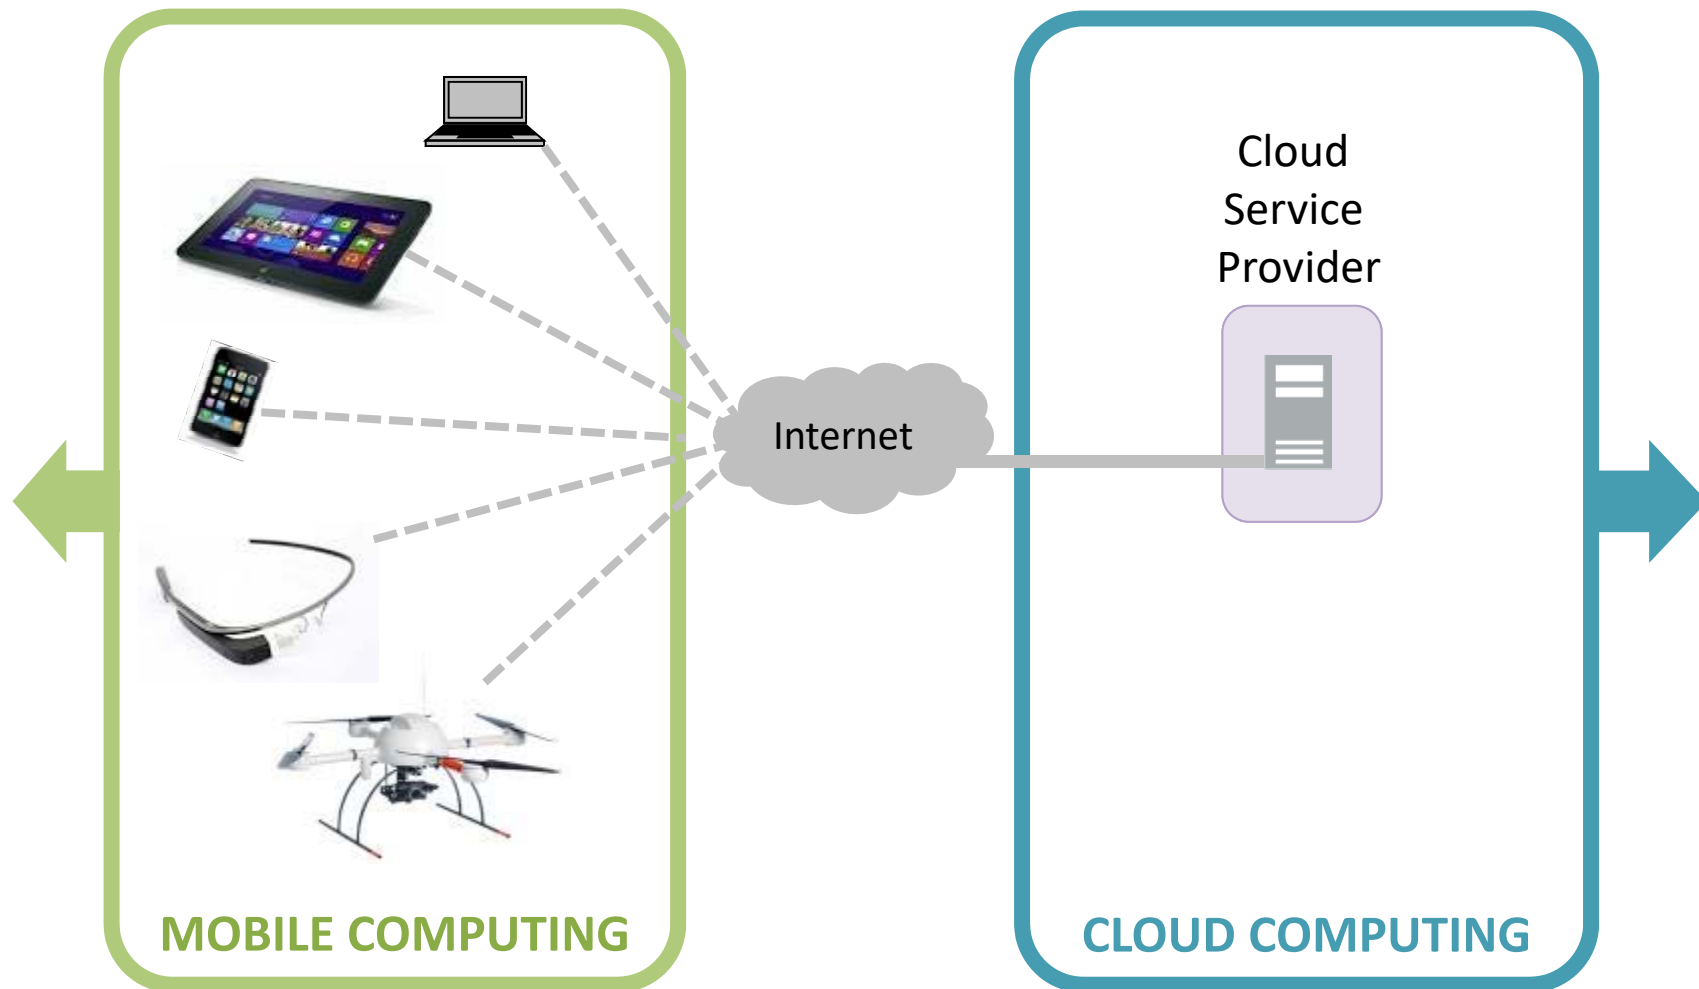 Cloud
Service
Provider
Internet
MOBILE COMPUTING
CLOUD COMPUTING